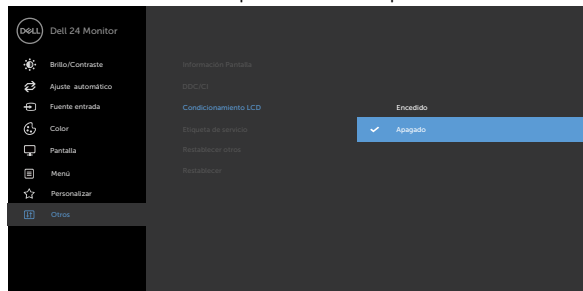 DELL Dell 24 Monitor
Brillo/Contraste
Ajuste automático
Fuente entrada
Color
Pantalla
Menú
Personalizar
Otros
Información Pantalla
DDC/CI
Condicionamiento LCD
Etiqueta de servicio
Restablecer otros
Restablecer
Encedido
Apagado